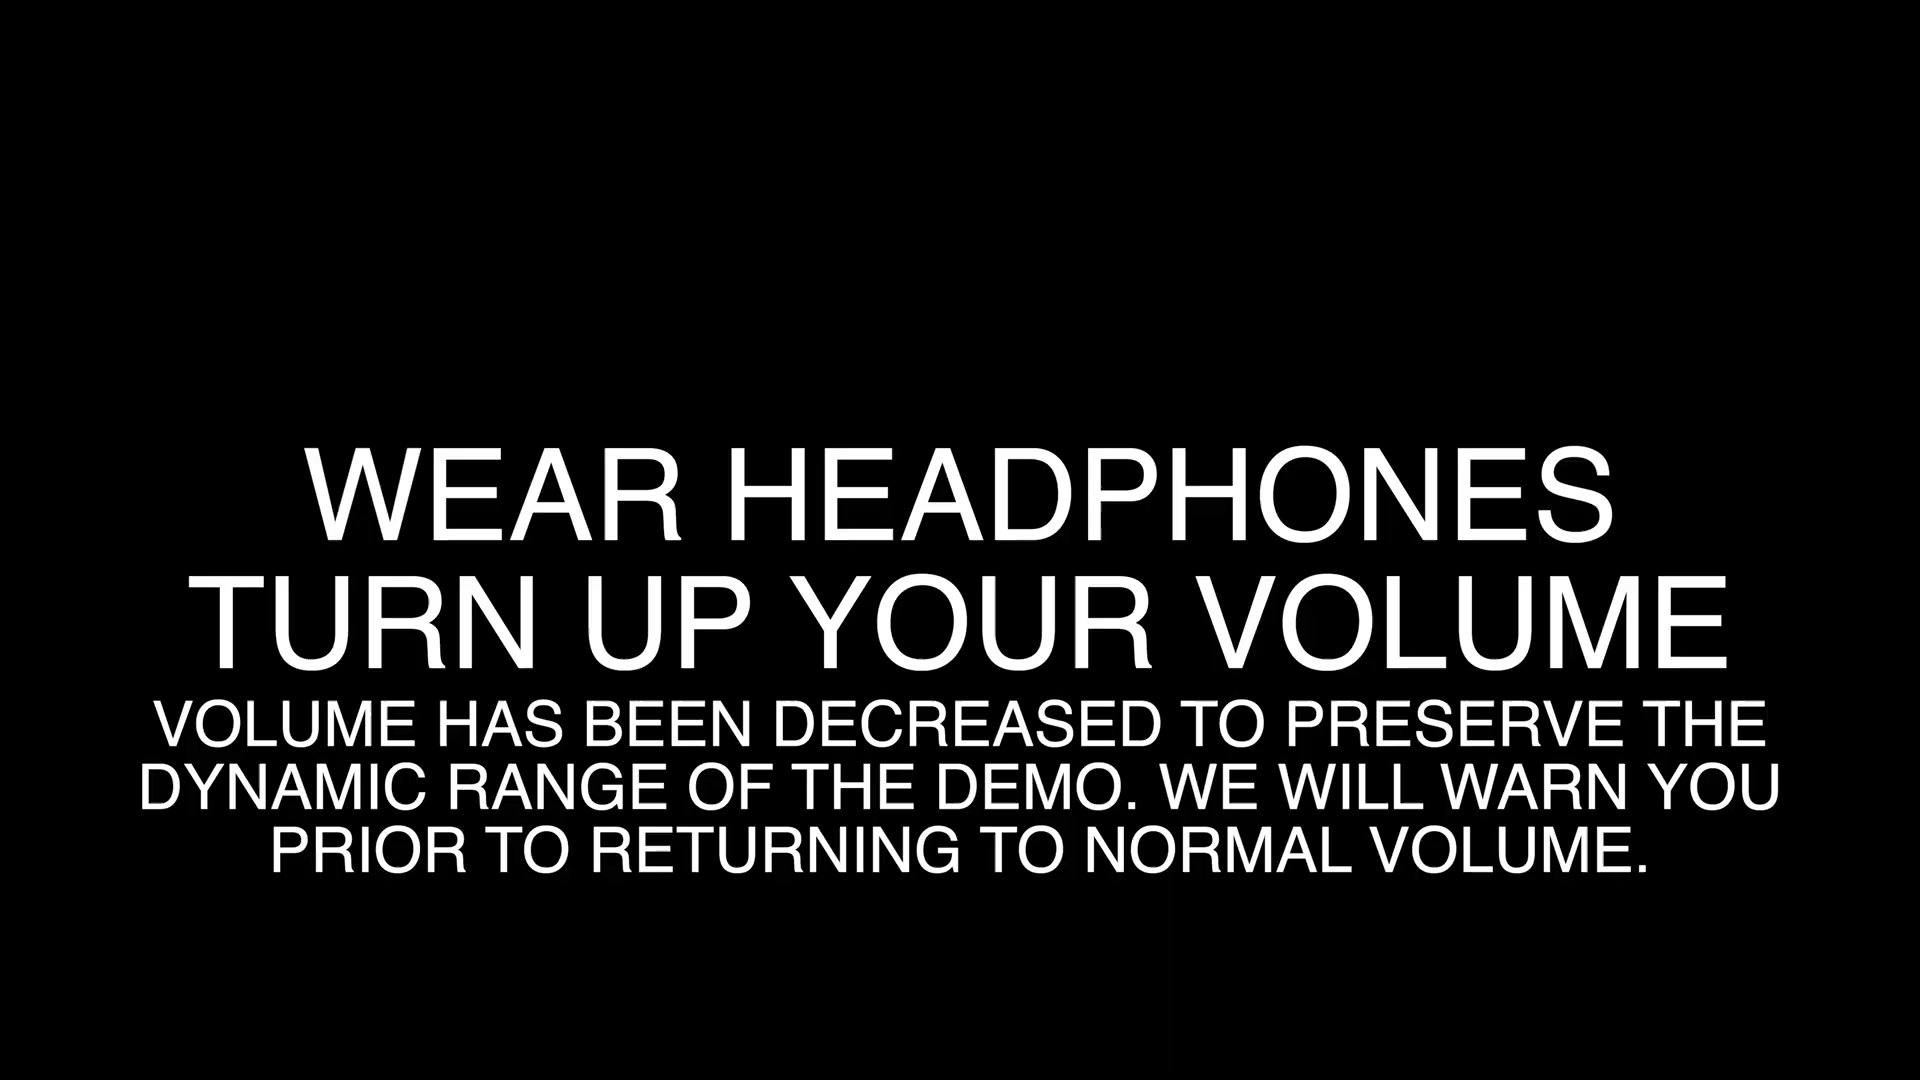 WEAR HEADPHONES
TURN UP YOUR VOLUME
VOLUME HAS BEEN DECREASED TO PRESERVE THE
DYNAMIC RANGE OF THE DEMO. WE WILL WARN YOU
PRIOR TO RETURNING TO NORMAL VOLUME.